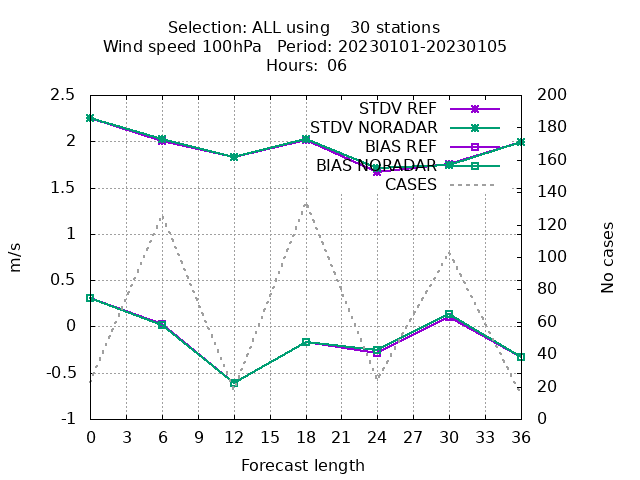 Selection: ALL using    30 stations
Wind speed 100hPa   Period: 20230101-20230105
Hours: 06
2.5
2
1.5
1
0.5
0
-0.5
-1
m/s
200
180
160
140
120
100
80
60
40
20
0
No cases
STDV REF
STDV NORADAR
BIAS REF
BIAS NORADAR
CASES
0 3 6 9 12 15 18 21 24 27 30 33 36
Forecast length